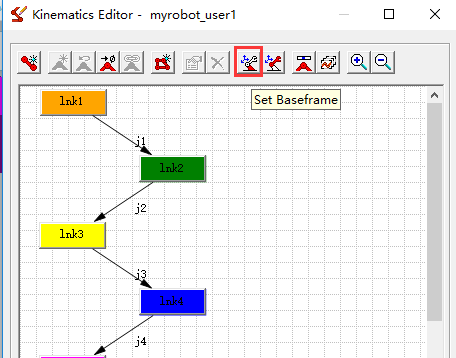 Kinematics Editor -  myrobot_user1
Set Baseframe
lnk1
j1
lnk2
j2
lnk3
j3
lnk4
j4